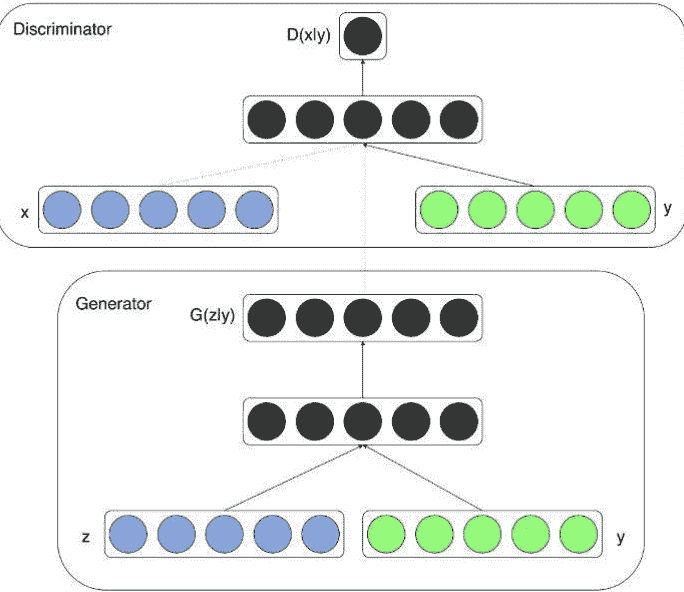 Discriminator
D(x|y)
x
y
Generator
G(z|y)
z
y